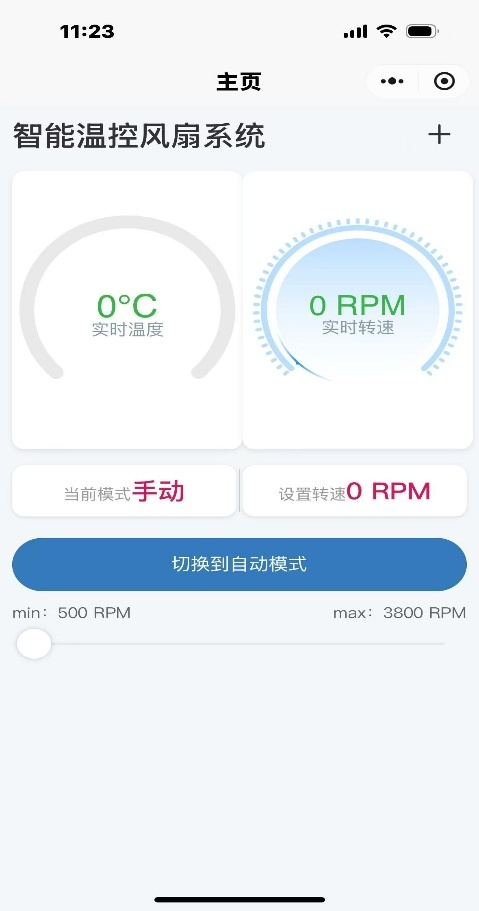 11:23
主页
智能温控风扇系统
0°C
实时温度
0 RPM
实时转速
当前模式手动
设置转速0 RPM
切换到自动模式
min：500 RPM
max：3800 RPM